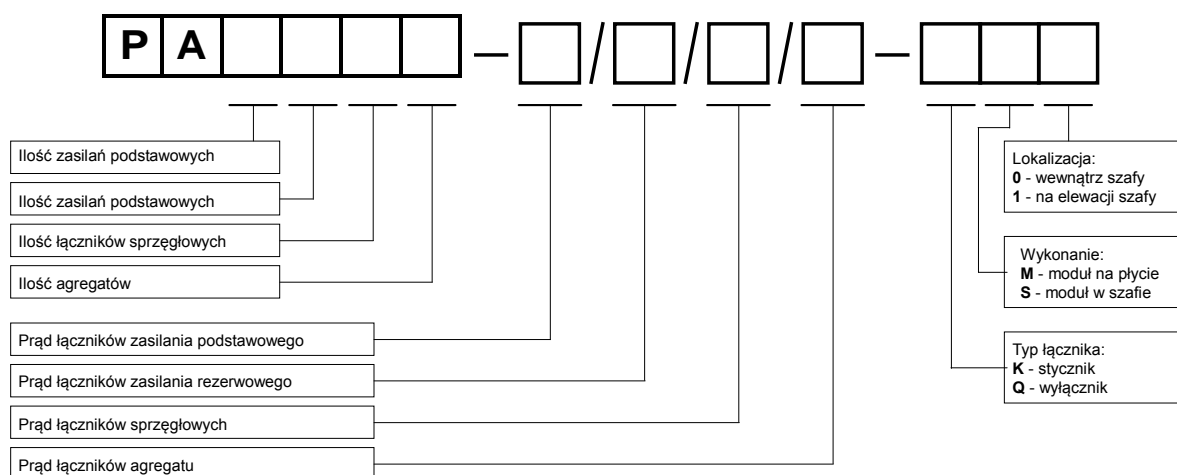 P A – / / / –
Ilość zasilań podstawowych
Ilość zasilań podstawowych
Ilość łączników sprzęgłowych
Ilość agregatów
Prąd łączników zasilania podstawowego
Prąd łączników zasilania rezerwowego
Prąd łączników sprzęgłowych
Prąd łączników agregatu
Lokalizacja:
0 - wewnątrz szafy
1 - na elewacji szafy
Wykonanie:
M - moduł na płycie
S - moduł w szafie
Typ łącznika:
K - stycznik
Q - wyłącznik